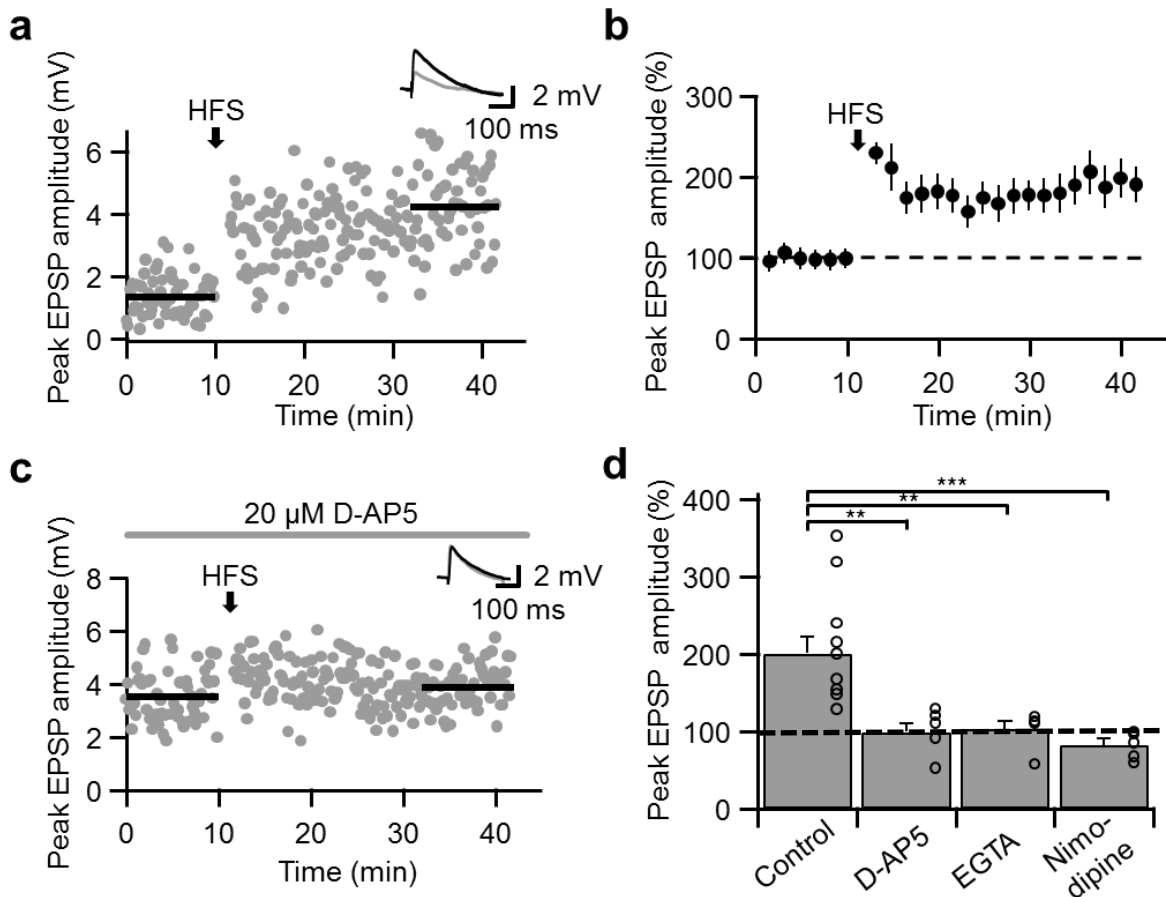 a
Peak EPSP amplitude (mV)
6
4
2
0
HFS
2 mV
100 ms
0 10 20 30 40
Time (min)
b
Peak EPSP amplitude (%)
300
200
100
0
HFS
0 10 20 30 40
Time (min)
c
20 µM D-AP5
Peak EPSP amplitude (mV)
8
6
4
2
0
HFS
2 mV
100 ms
0 10 20 30 40
Time (min)
d
Peak EPSP amplitude (%)
400
300
200
100
0
***
**
**
Control
D-AP5
EGTA
Nimo-
dipine